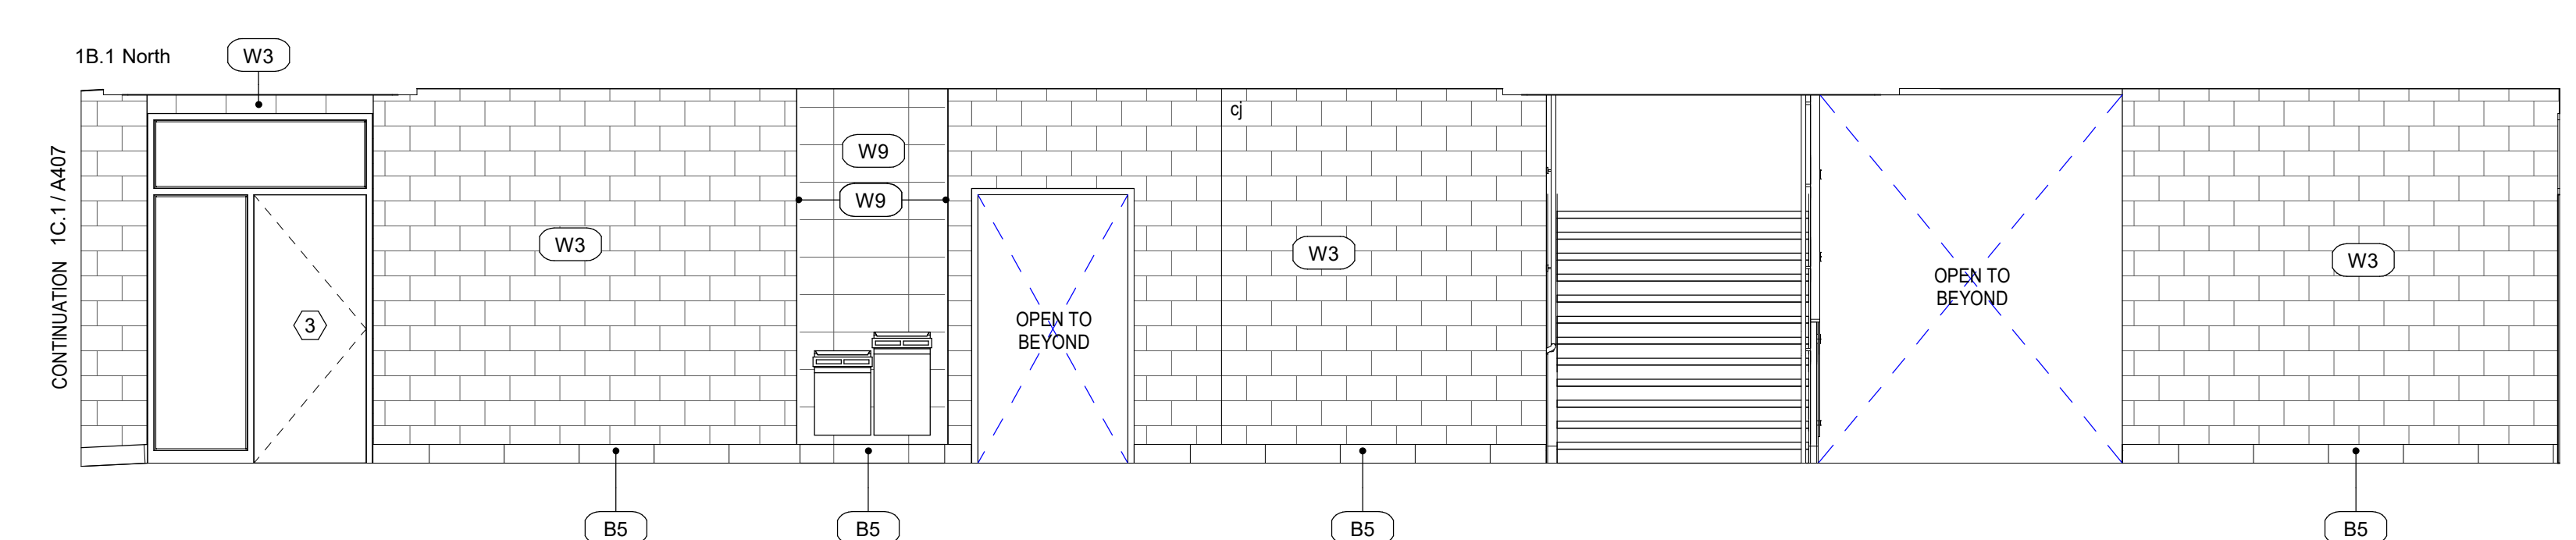 1B.1 North
W3
CONTINUATION 1C.1 / A407
3
W3
W9
W9
OPEN TO
BEYOND
cj
W3
OPEN TO
BEYOND
W3
B5
B5
B5
B5